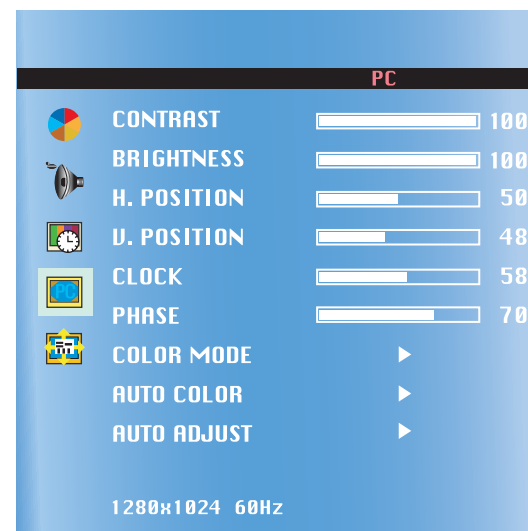 PC
CONTRAST 100
BRIGHTNESS 100
H. POSITION 50
V. POSITION 48
CLOCK 58
PC
PHASE 70
COLOR MODE
AUTO COLOR
AUTO ADJUST
1280x1024 60Hz